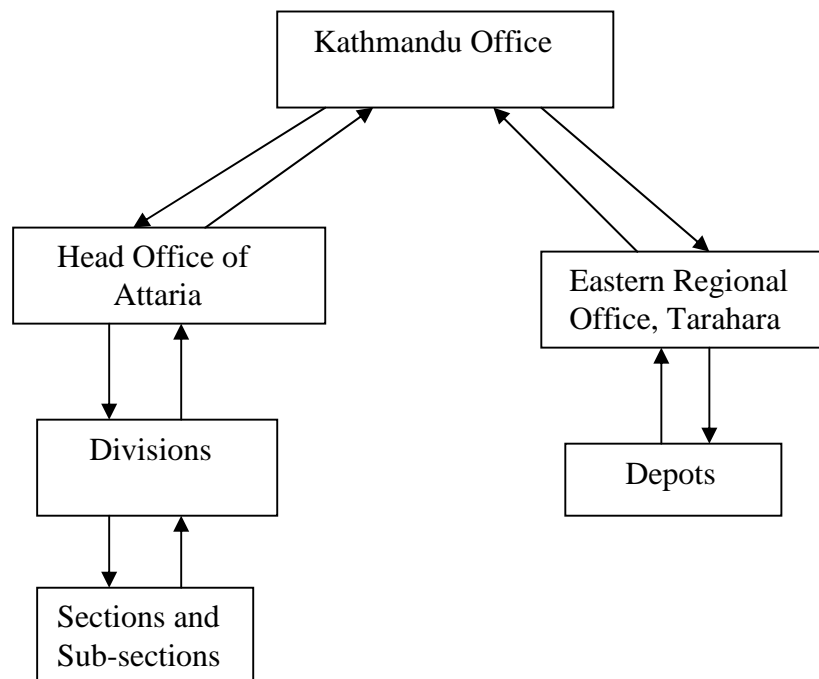 Kathmandu Office
Head Office of
Attaria
Eastern Regional
Office, Tarahara
Divisions
Depots
Sections and
Sub-sections